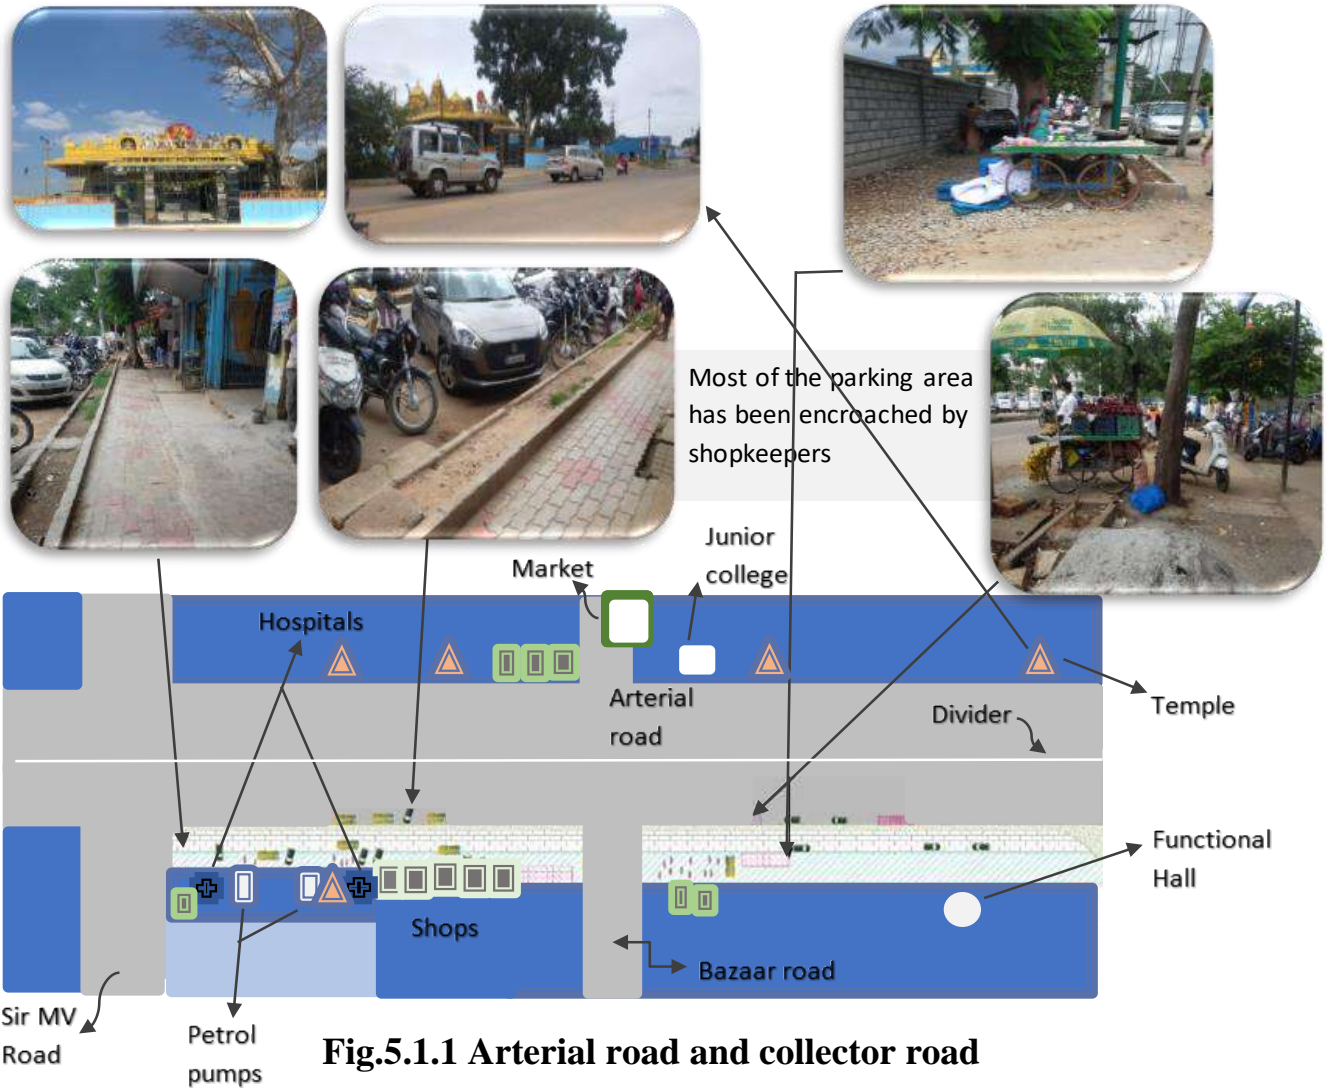 Most of the parking area
has been encroached by
shopkeepers
Junior
college
Market
Hospitals
Arterial
road
Divider
Temple
Functional
Hall
Shops
Bazaar road
Sir MV
Road
Petrol
pumps
Fig.5.1.1 Arterial road and collector road